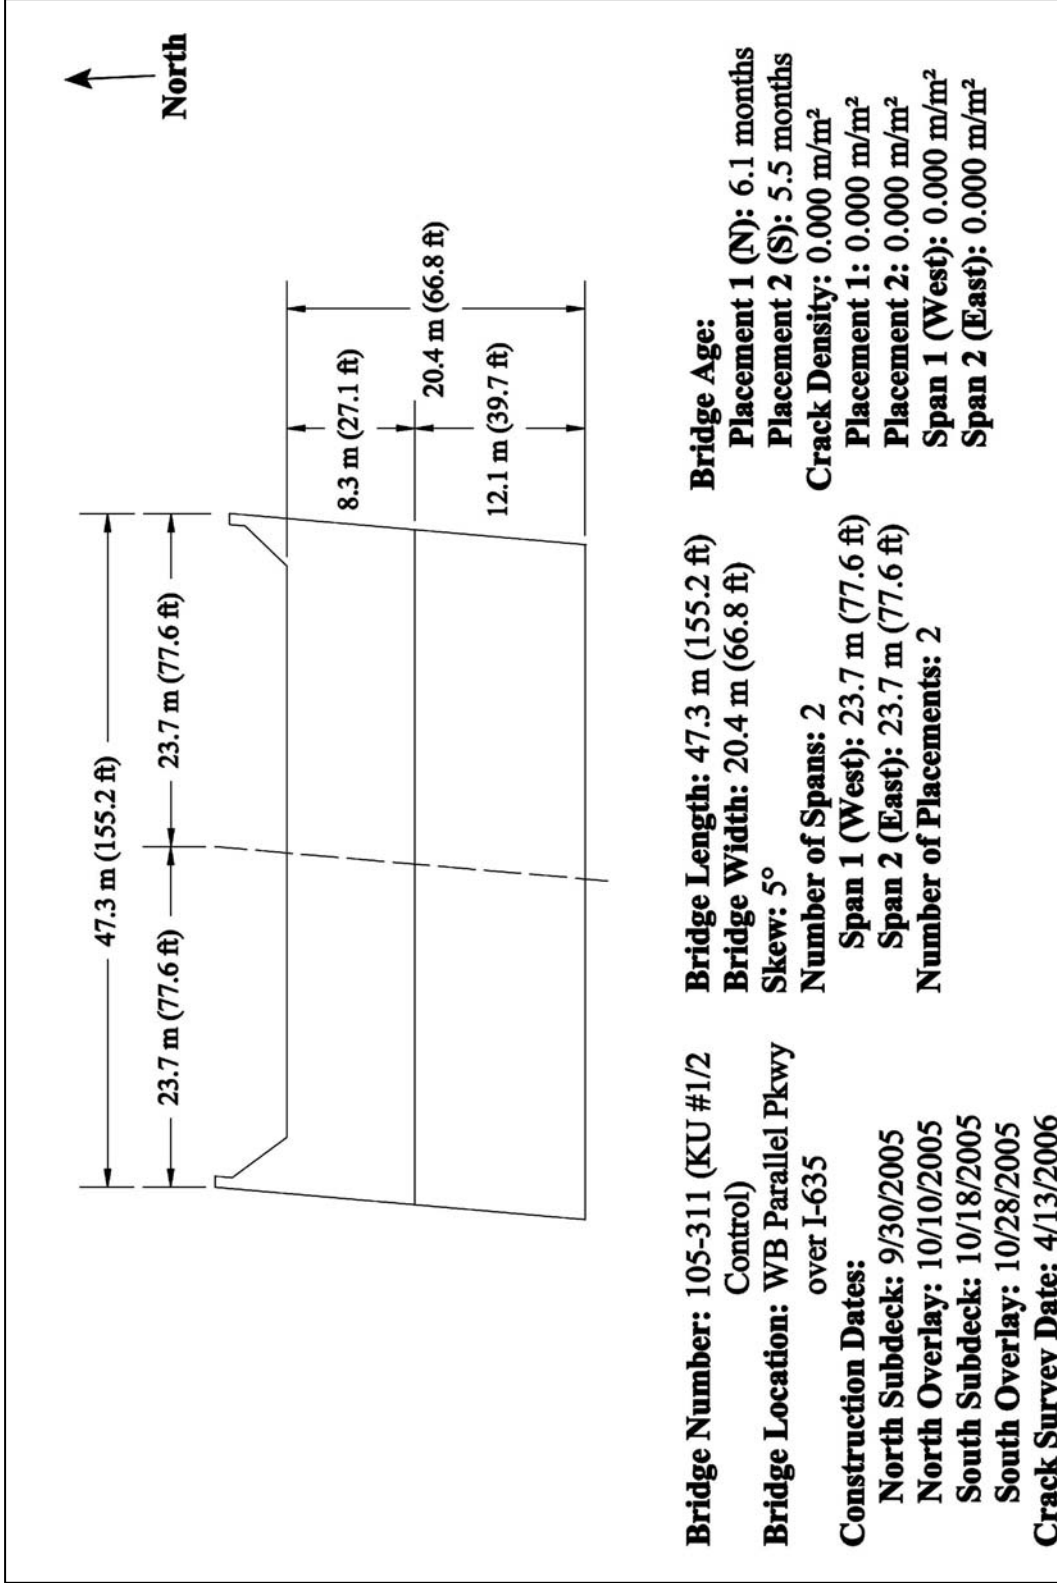 North
47.3 m (155.2 ft)
23.7 m (77.6 ft)
23.7 m (77.6 ft)
8.3 m (27.1 ft)
20.4 m (66.8 ft)
12.1 m (39.7 ft)
Bridge Number: 105-311 (KU #1/2
Control)
Bridge Location: WB Parallel Pkwy
over I-635
Construction Dates:
North Subdeck: 9/30/2005
North Overlay: 10/10/2005
South Subdeck: 10/18/2005
South Overlay: 10/28/2005
Crack Survey Date: 4/13/2006
Bridge Length: 47.3 m (155.2 ft)
Bridge Width: 20.4 m (66.8 ft)
Skew: 5°
Number of Spans: 2
Span 1 (West): 23.7 m (77.6 ft)
Span 2 (East): 23.7 m (77.6 ft)
Number of Placements: 2
Bridge Age:
Placement 1 (N): 6.1 months
Placement 2 (S): 5.5 months
Crack Density: 0.000 m/m²
Placement 1: 0.000 m/m²
Placement 2: 0.000 m/m²
Span 1 (West): 0.000 m/m²
Span 2 (East): 0.000 m/m²